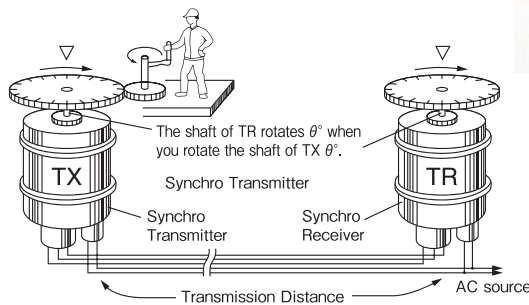 The shaft of TR rotates θ° when
you rotate the shaft of TX θ°.
TX
TR
Synchro Transmitter
Synchro
Transmitter
Synchro
Receiver
AC source
Transmission Distance